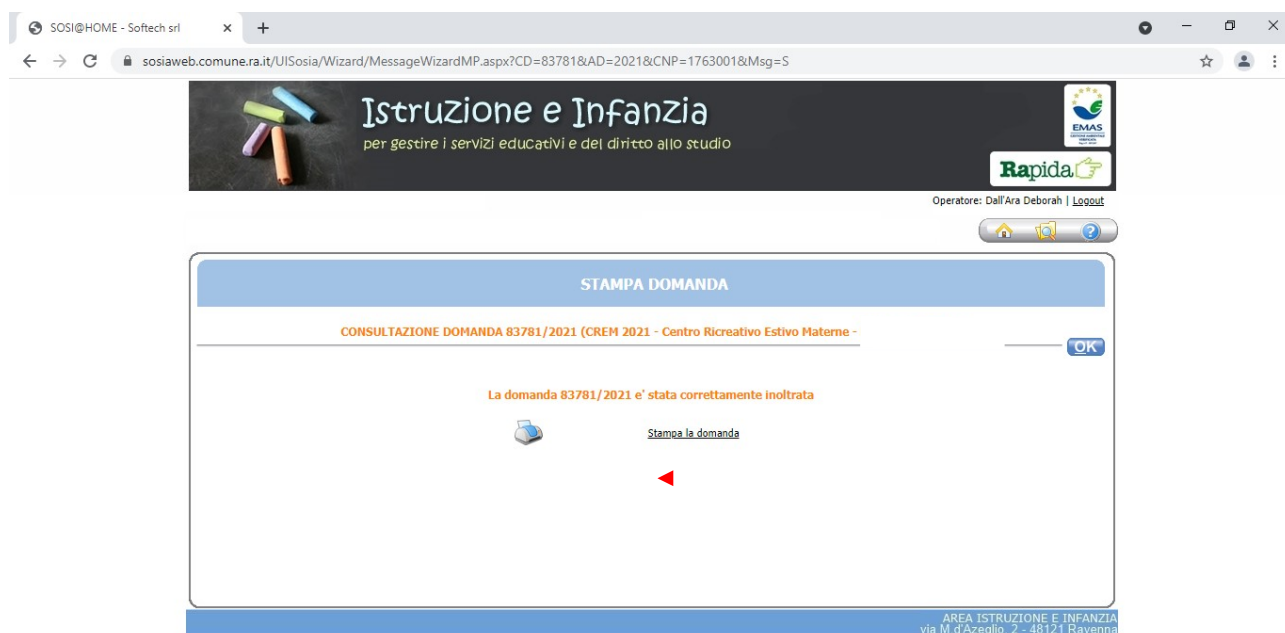 SOSI@HOME - Softech srl
sosiaweb.comune.ra.it/UISosia/Wizard/MessageWizardMP.aspx?CD=83781&AD=2021&CNP=1763001&Msg=S
Istruzione e Infanzia
per gestire i servizi educativi e del diritto allo studio
EMAS
Rapida
Operatore: Dall'Ara Deborah | Logout
STAMPA DOMANDA
CONSULTAZIONE DOMANDA 83781/2021 (CREM 2021 - Centro Ricreativo Estivo Materne -
OK
La domanda 83781/2021 e' stata correttamente inoltrata
Stampa la domanda
AREA ISTRUZIONE E INFANZIA
via M d'Azeglio, 2 - 48121 Ravenna